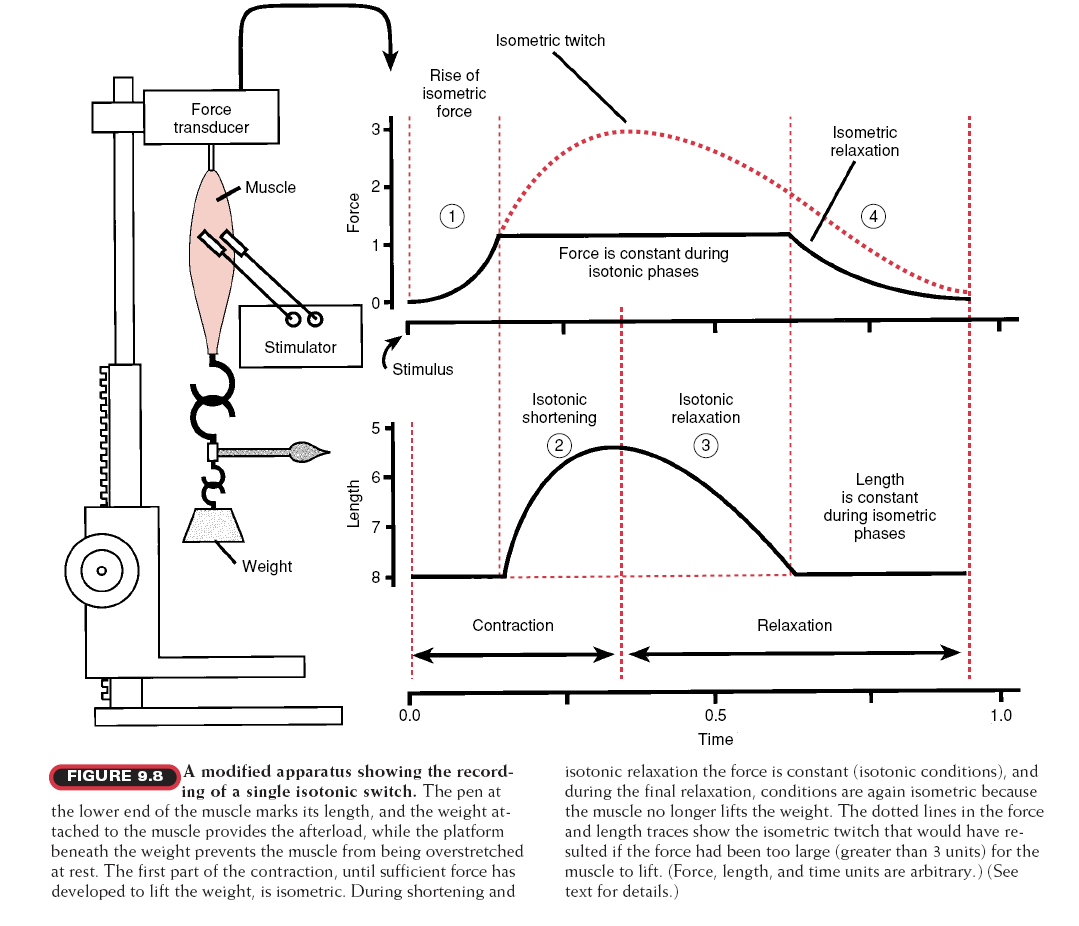 Isometric twitch
Rise of
isometric
force
Force
transducer
Muscle
Stimulator
Weight
Force
3
2
1
0
1
Isometric
relaxation
4
Force is constant during
isotonic phases
Stimulus
Isotonic
shortening
2
Isotonic
relaxation
3
Length
5
6
7
8
Length
is constant
during isometric
phases
Contraction
Relaxation
0.0
0.5
1.0
Time
FIGURE 9.8 A modified apparatus showing the record-
ing of a single isotonic switch. The pen at
the lower end of the muscle marks its length, and the weight at-
tached to the muscle provides the afterload, while the platform
beneath the weight prevents the muscle from being overstretched
at rest. The first part of the contraction, until sufficient force has
developed to lift the weight, is isometric. During shortening and
isotonic relaxation the force is constant (isotonic conditions), and
during the final relaxation, conditions are again isometric because
the muscle no longer lifts the weight. The dotted lines in the force
and length traces show the isometric twitch that would have re-
sulted if the force had been too large (greater than 3 units) for the
muscle to lift. (Force, length, and time units are arbitrary.) (See
text for details.)